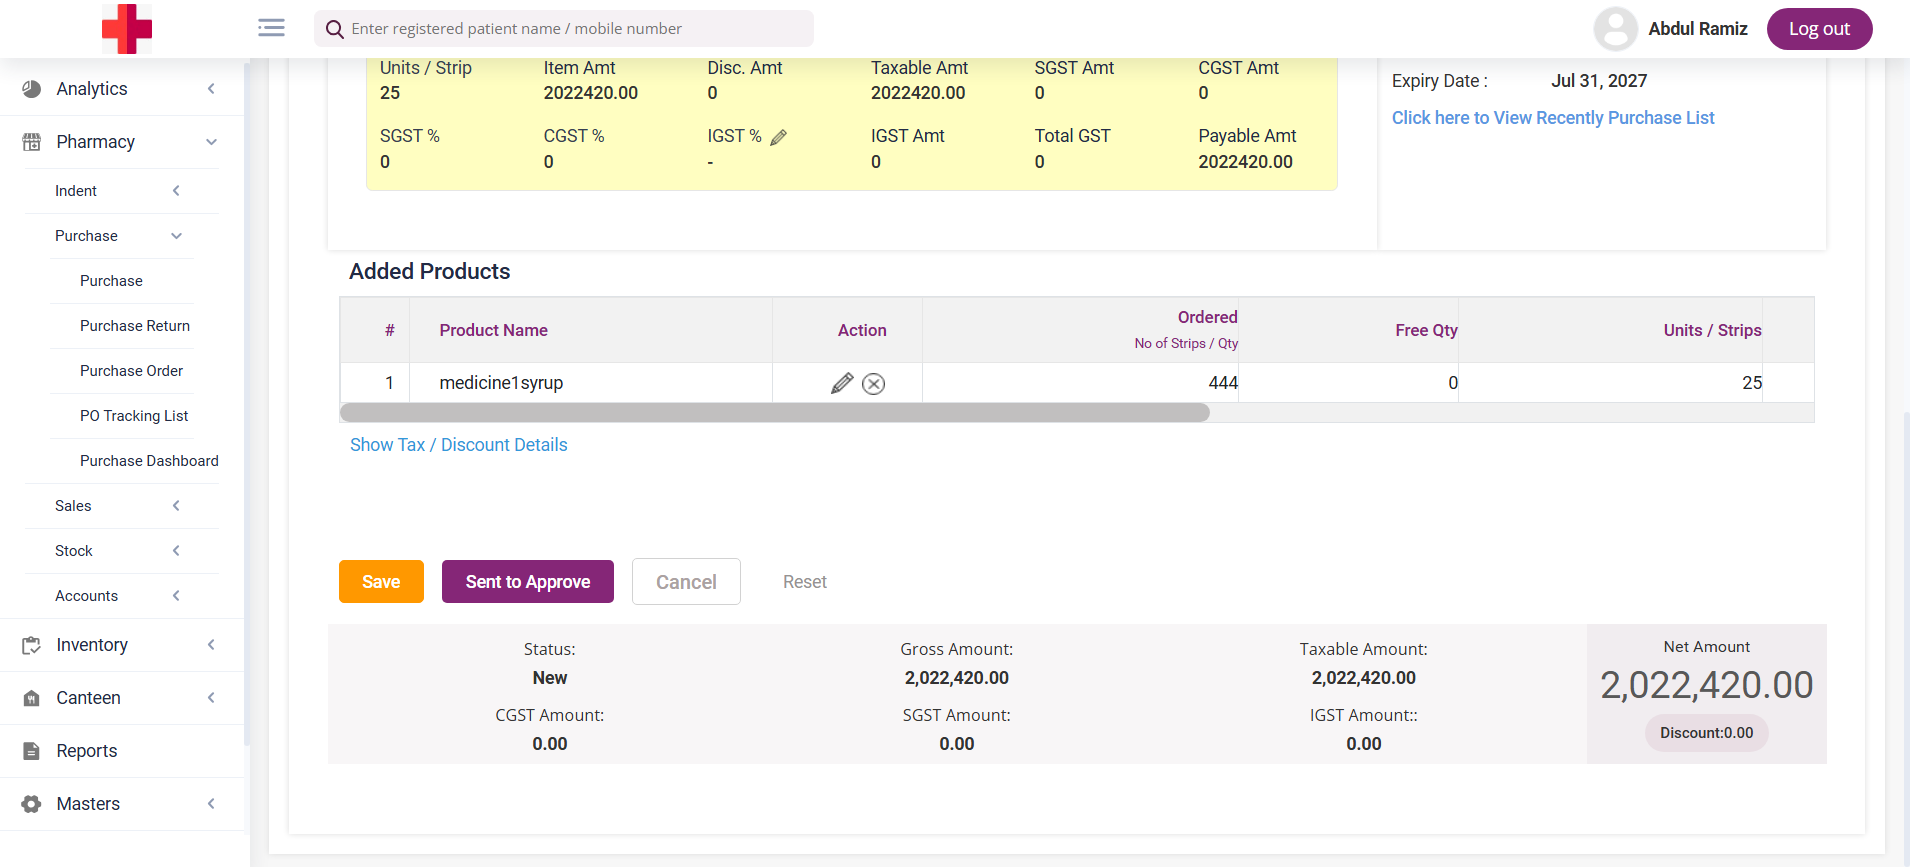 Enter registered patient name / mobile number
Abdul Ramiz
Log out
Analytics
Pharmacy
Indent
Purchase
Purchase
Purchase Return
Purchase Order
PO Tracking List
Purchase Dashboard
Sales
Stock
Accounts
Inventory
Canteen
Reports
Masters
Units / Strip Item Amt Disc. Amt Taxable Amt SGST Amt CGST Amt
25 2022420.00 0 2022420.00 0 0
SGST % CGST % IGST % IGST Amt Total GST Payable Amt
0 0 - 0 0 2022420.00
Expiry Date : Jul 31, 2027
Click here to View Recently Purchase List
Added Products
# Product Name Action Ordered No of Strips / Qty Free Qty Units / Strips
1 medicine1syrup 444 0 25
Show Tax / Discount Details
Save Sent to Approve Cancel Reset
Status: Gross Amount: Taxable Amount:
New 2,022,420.00 2,022,420.00
CGST Amount: SGST Amount: IGST Amount::
0.00 0.00 0.00
Net Amount
2,022,420.00
Discount:0.00